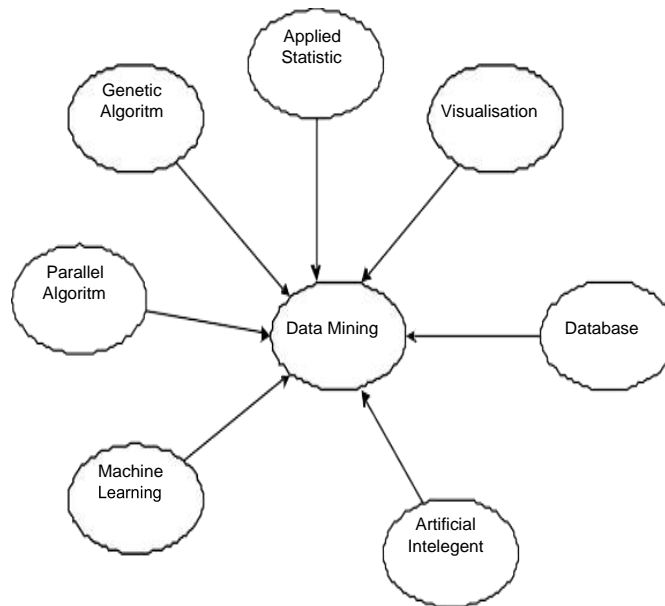 Applied
Statistic
Genetic
Algoritm
Visualisation
Parallel
Algoritm
Data Mining
Database
Machine
Learning
Artificial
Intelegent